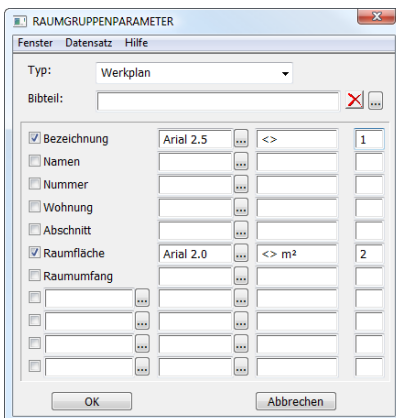 RAUMGRUPPENPARAMETER
Fenster Datensatz Hilfe
Typ: Werkplan
Bibteil: ...
Bezeichnung Arial 2.5 ... <> 1
Namen ...
Nummer ...
Wohnung ...
Abschnitt ...
Raumfläche Arial 2.0 ... <> m² 2
Raumumfang ...
... ...
... ...
... ...
... ...
OK Abbrechen